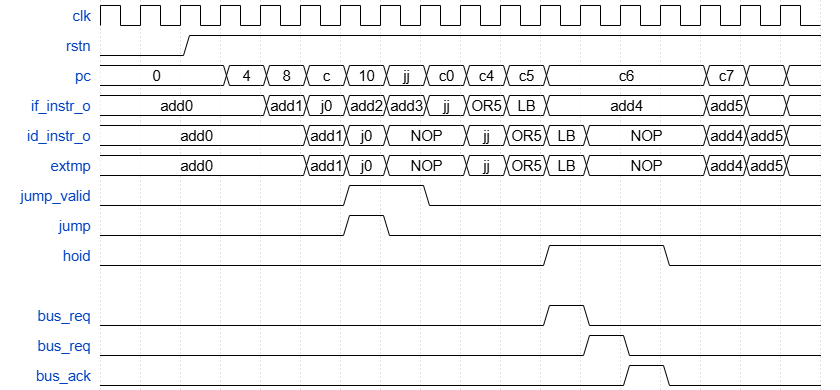 clk
rstn
pc 0 4 8 c 10 jj c0 c4 c5 c6 c7
if_instr_o add0 add1 j0 add2 add3 jj OR5 LB add4 add5
id_instr_o add0 add1 j0 NOP jj OR5 LB NOP add4 add5
extmp add0 add1 j0 NOP jj OR5 LB NOP add4 add5
jump_valid
jump
hoid
bus_req
bus_req
bus_ack